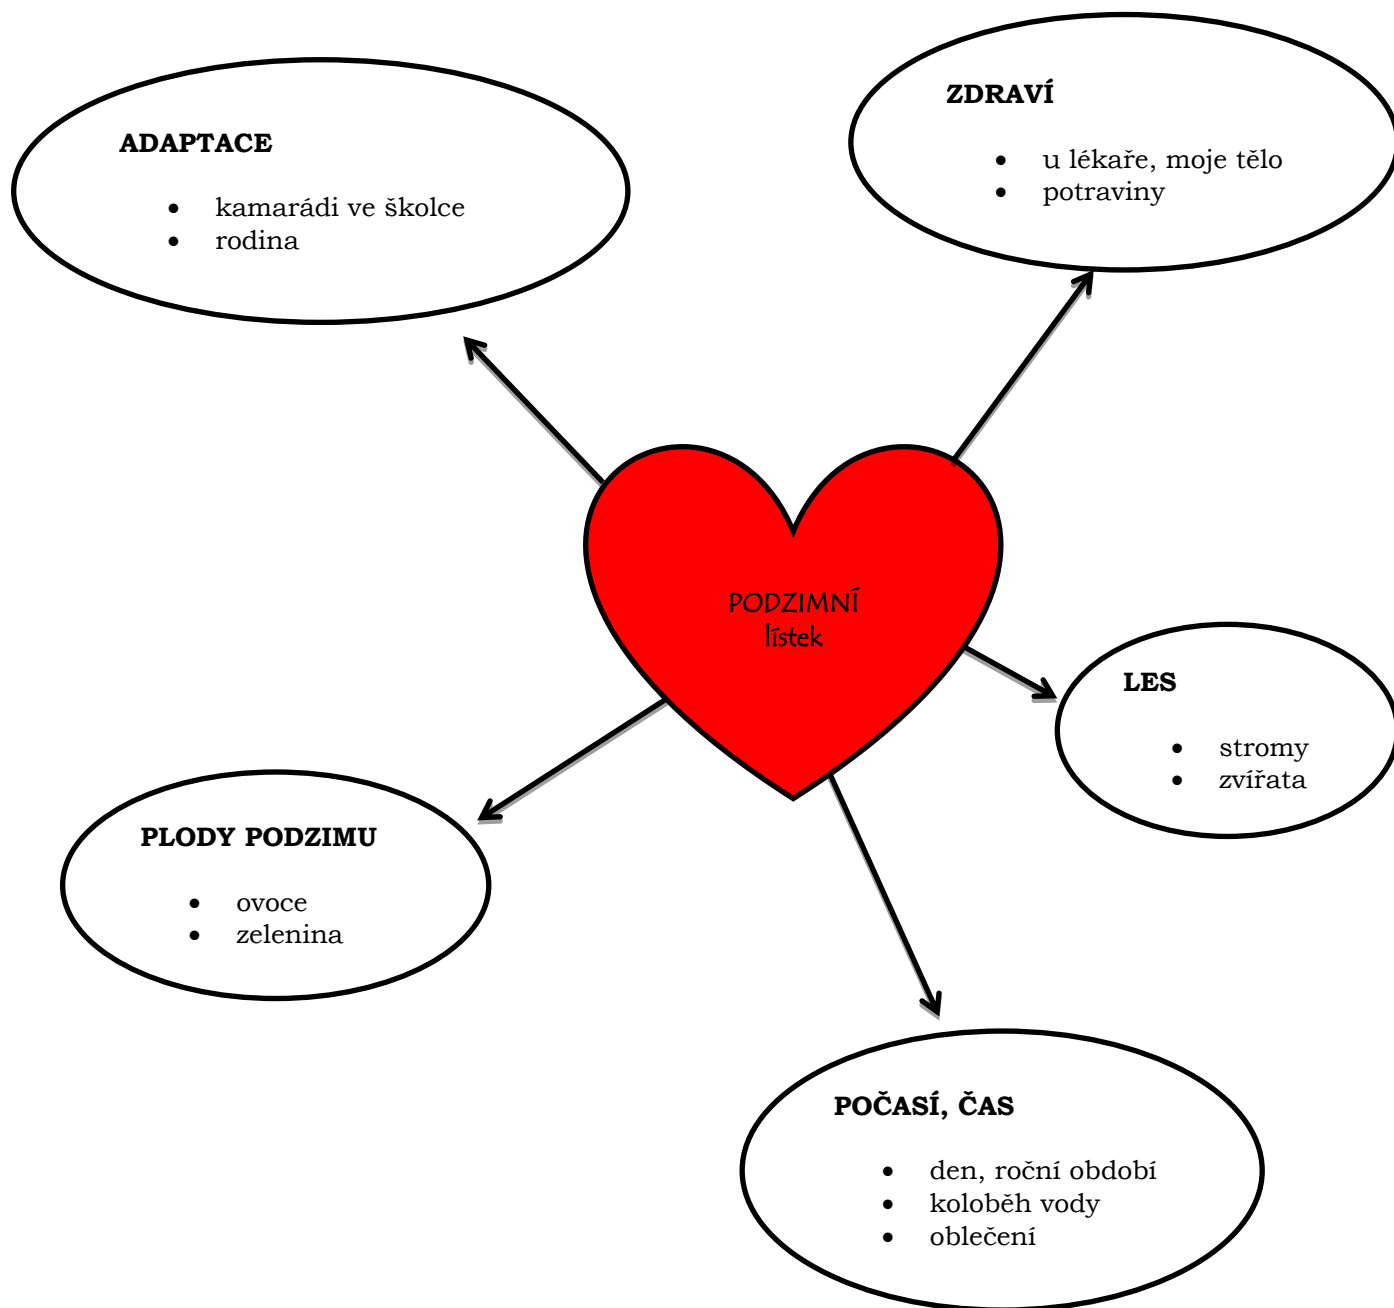 ADAPTACE
• kamarádi ve školce
• rodina
ZDRAVÍ
• u lékaře, moje tělo
• potraviny
PODZIMNÍ
lístek
LES
• stromy
• zvířata
PLODY PODZIMU
• ovoce
• zelenina
POČASÍ, ČAS
• den, roční období
• koloběh vody
• oblečení